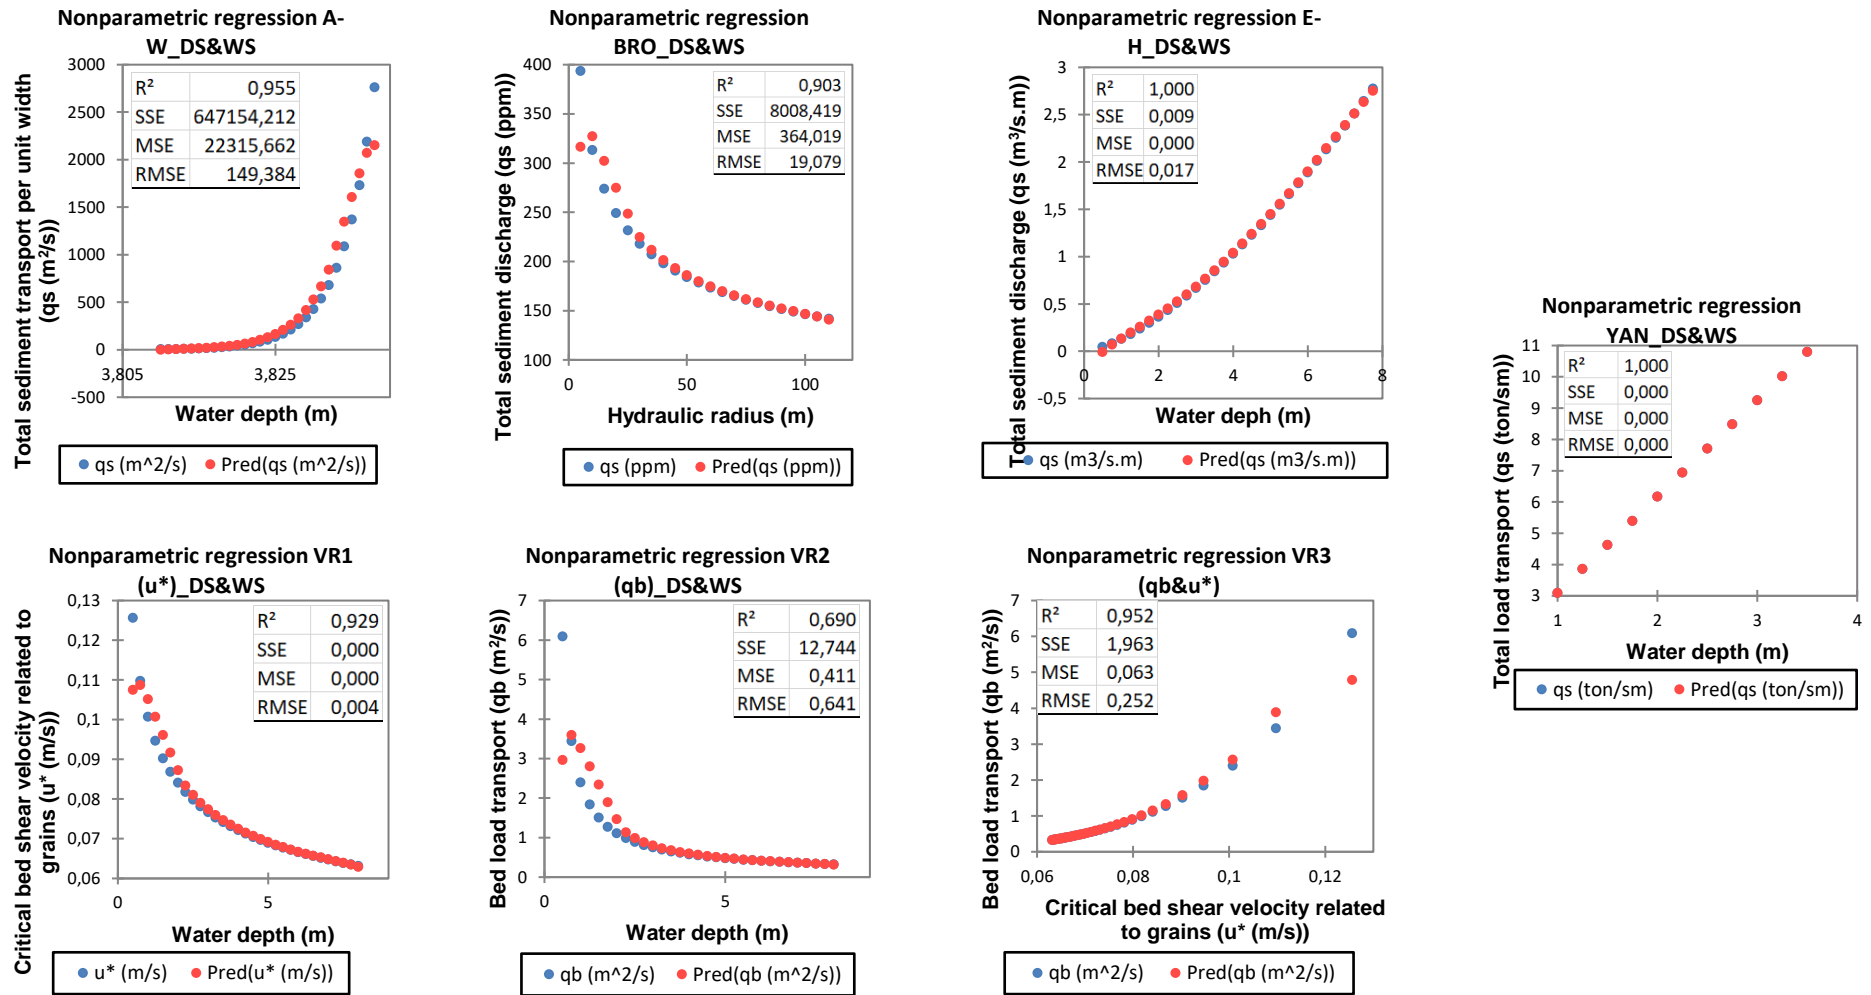 Nonparametric regression A-
W_DS&WS
Total sediment transport per unit width
(qs (m²/s))
3000
2500
2000
1500
1000
500
0
-500
3,805
3,825
R² 0,955
SSE 647154,212
MSE 22315,662
RMSE 149,384
Water depth (m)
qs (m^2/s) Pred(qs (m^2/s))
Nonparametric regression
BRO_DS&WS
Total sediment discharge (qs (ppm))
400
350
300
250
200
150
100
0 50 100
R² 0,903
SSE 8008,419
MSE 364,019
RMSE 19,079
Hydraulic radius (m)
qs (ppm) Pred(qs (ppm))
Nonparametric regression E-
H_DS&WS
Total sediment discharge (qs (m³/s.m))
3
2,5
2
1,5
1
0,5
0
-0,5
0 2 4 6 8
R² 1,000
SSE 0,009
MSE 0,000
RMSE 0,017
Water deph (m)
qs (m3/s.m) Pred(qs (m3/s.m))
Nonparametric regression
YAN_DS&WS
Total load transport (qs (ton/sm))
11
10
9
8
7
6
5
4
3
1 2 3 4
R² 1,000
SSE 0,000
MSE 0,000
RMSE 0,000
Water depth (m)
qs (ton/sm) Pred(qs (ton/sm))
Nonparametric regression VR1
(u*)_DS&WS
Critical bed shear velocity related to
grains (u* (m/s))
0,13
0,12
0,11
0,1
0,09
0,08
0,07
0,06
0 5
R² 0,929
SSE 0,000
MSE 0,000
RMSE 0,004
Water depth (m)
u* (m/s) Pred(u* (m/s))
Nonparametric regression VR2
(qb)_DS&WS
Bed load transport (qb (m²/s))
7
6
5
4
3
2
1
0
0 5
R² 0,690
SSE 12,744
MSE 0,411
RMSE 0,641
Water depth (m)
qb (m^2/s) Pred(qb (m^2/s))
Nonparametric regression VR3
(qb&u*)
Bed load transport (qb (m²/s))
7
6
5
4
3
2
1
0
0,06 0,08 0,1 0,12
R² 0,952
SSE 1,963
MSE 0,063
RMSE 0,252
Critical bed shear velocity related
to grains (u* (m/s))
qb (m^2/s) Pred(qb (m^2/s))